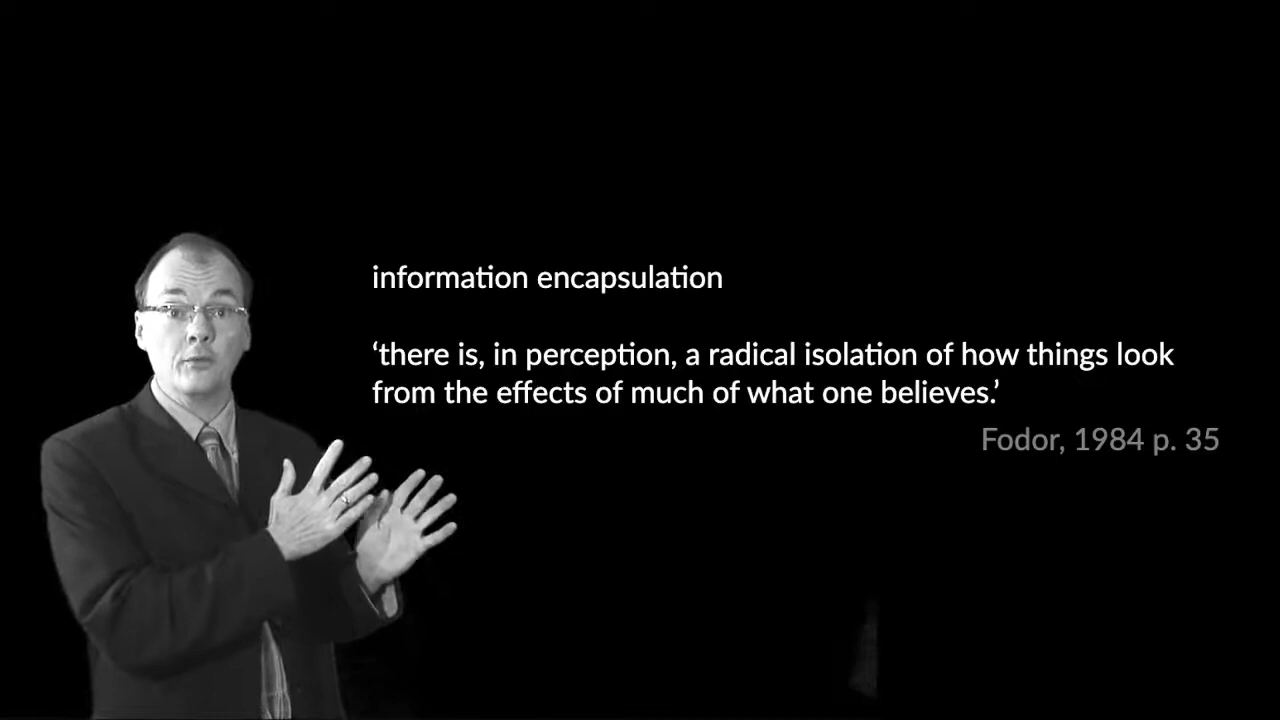 information encapsulation
‘there is, in perception, a radical isolation of how things look
from the effects of much of what one believes.’
Fodor, 1984 p. 35